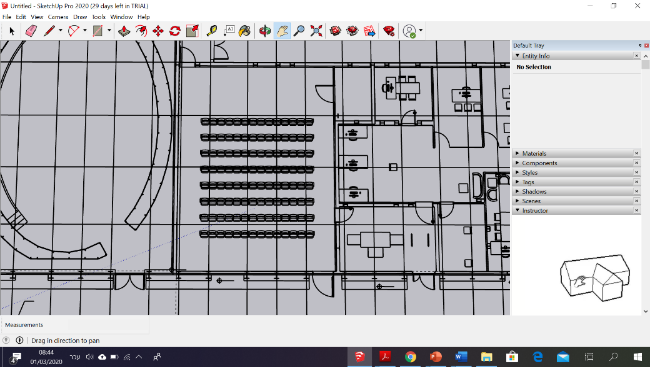 Untitled - SketchUp Pro 2020 (29 days left in TRIAL)
File Edit View Camera Draw Tools Window Help
Default Tray
Entity Info
No Selection
Materials
Components
Styles
Tags
Shadows
Scenes
Instructor
Measurements
Drag in direction to pan
08:44
עבר
01/03/2020